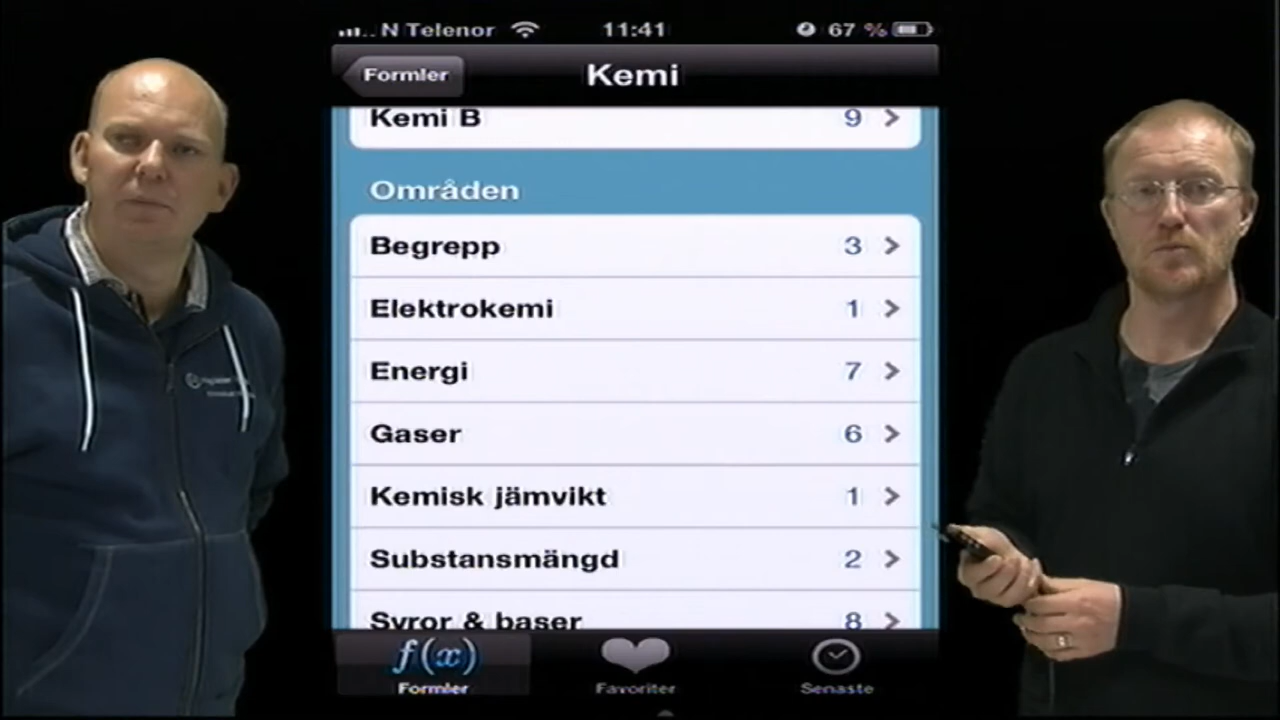 N Telenor 11:41 67 %
Formler Kemi
Kemi B 9
Områden
Begrepp 3
Elektrokemi 1
Energi 7
Gaser 6
Kemisk jämvikt 1
Substansmängd 2
Syror & baser 8
f(x)
Formler Favoriter Senaste